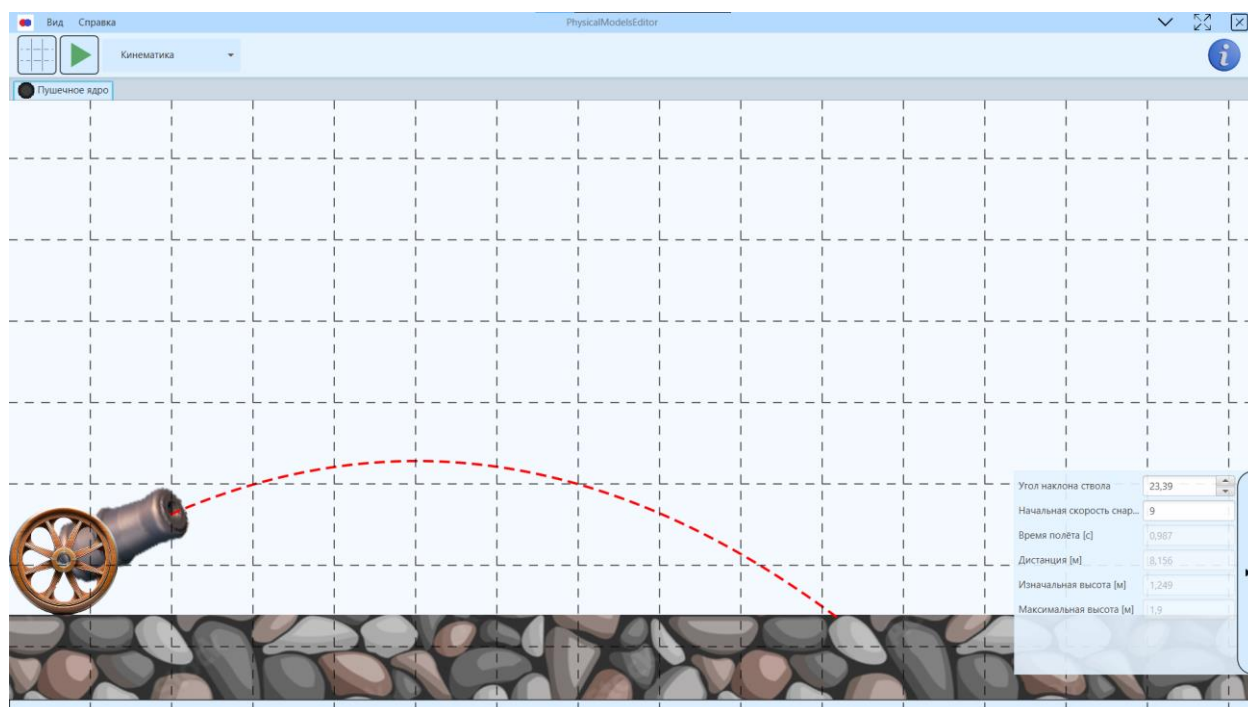 Вид Справка PhysicalModelsEditor
Кинематика
Пушечное ядро
Угол наклона ствола 23,39
Начальная скорость снар... 9
Время полёта [с] 0,987
Дистанция [м] 8,156
Изначальная высота [м] 1,249
Максимальная высота [м] 1,9